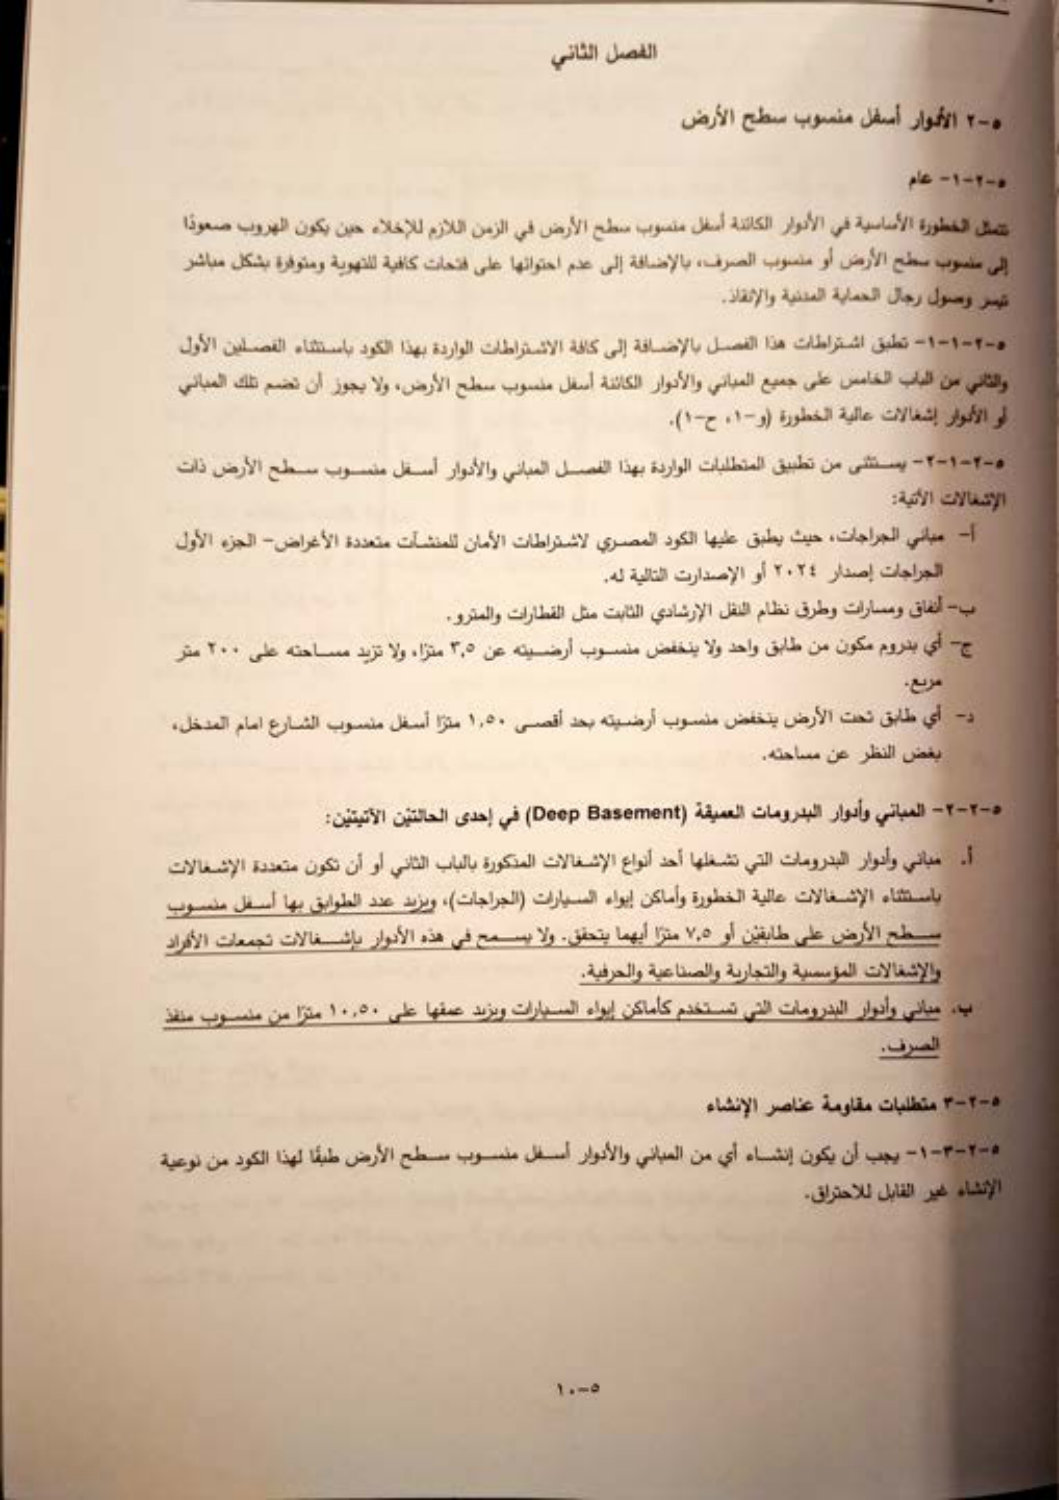 الفصل الثاني
٥-٢ الأدوار أسفل منسوب سطح الأرض
٥-٢-١- عام
تتمثل الخطورة الأساسية في الأدوار الكائنة أسفل منسوب سطح الأرض في الزمن اللازم للإخلاء حين يكون الهروب صعودًا
إلى منسوب سطح الأرض أو منسوب الصرف، بالإضافة إلى عدم احتوائها على فتحات كافية للتهوية ومتوفرة بشكل مباشر
تيسر وصول رجال الحماية المدنية والإنقاذ.
٥-٢-١-١- تطبق اشتراطات هذا الفصل بالإضافة إلى كافة الاشتراطات الواردة بهذا الكود باستثناء الفصلين الأول
والثاني من الباب الخامس على جميع المباني والأدوار الكائنة أسفل منسوب سطح الأرض، ولا يجوز أن تضم تلك المباني
أو الأدوار إشغالات عالية الخطورة (و-١، ح-١).
٥-٢-١-٢- يستثنى من تطبيق المتطلبات الواردة بهذا الفصل المباني والأدوار أسفل منسوب سطح الأرض ذات
الإشغالات الأتية:
أ- مباني الجراجات، حيث يطبق عليها الكود المصري لاشتراطات الأمان للمنشآت متعددة الأغراض- الجزء الأول
الجراجات إصدار ٢٠٢٤ أو الإصدارت التالية له.
ب- أنفاق ومسارات وطرق نظام النقل الإرشادي الثابت مثل القطارات والمترو.
ج- أي بدروم مكون من طابق واحد ولا ينخفض منسوب أرضيته عن ٣,٥ مترًا، ولا تزيد مساحته على ٢٠٠ متر
مربع.
د- أي طابق تحت الأرض ينخفض منسوب أرضيته بحد أقصى ١,٥٠ مترًا أسفل منسوب الشارع امام المدخل،
بغض النظر عن مساحته.
٥-٢-٢- المباني وأدوار البدرومات العميقة (Deep Basement) في إحدى الحالتيْن الآتيتيْن:
أ. مباني وأدوار البدرومات التي تشغلها أحد أنواع الإشغالات المذكورة بالباب الثاني أو أن تكون متعددة الإشغالات
باستثناء الإشغالات عالية الخطورة وأماكن إيواء السيارات (الجراجات)، ويزيد عدد الطوابق بها أسفل منسوب
سطح الأرض على طابقيْن أو ٧,٥ مترًا أيهما يتحقق. ولا يسمح في هذه الأدوار بإشغالات تجمعات الأفراد
والإشغالات المؤسسية والتجارية والصناعية والحرفية.
ب. مباني وأدوار البدرومات التي تستخدم كأماكن إيواء السيارات ويزيد عمقها على ١٠,٥٠ مترًا من منسوب منفذ
الصرف.
٥-٢-٣ متطلبات مقاومة عناصر الإنشاء
٥-٢-٣-١- يجب أن يكون إنشاء أي من المباني والأدوار أسفل منسوب سطح الأرض طبقًا لهذا الكود من نوعية
الإنشاء غير القابل للاحتراق.
٥-١٠